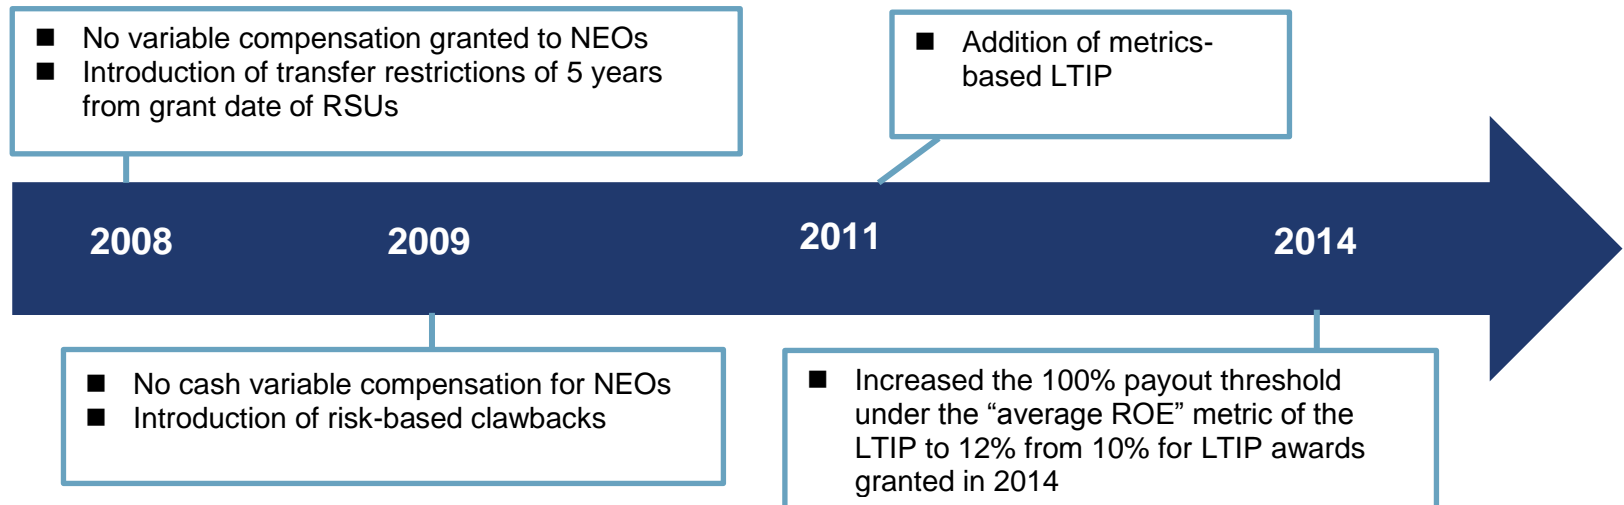 ■ No variable compensation granted to NEOs
■ Introduction of transfer restrictions of 5 years
from grant date of RSUs
■ Addition of metrics-
based LTIP
2008
2009
2011
2014
■ No cash variable compensation for NEOs
■ Introduction of risk-based clawbacks
■ Increased the 100% payout threshold
under the “average ROE” metric of the
LTIP to 12% from 10% for LTIP awards
granted in 2014